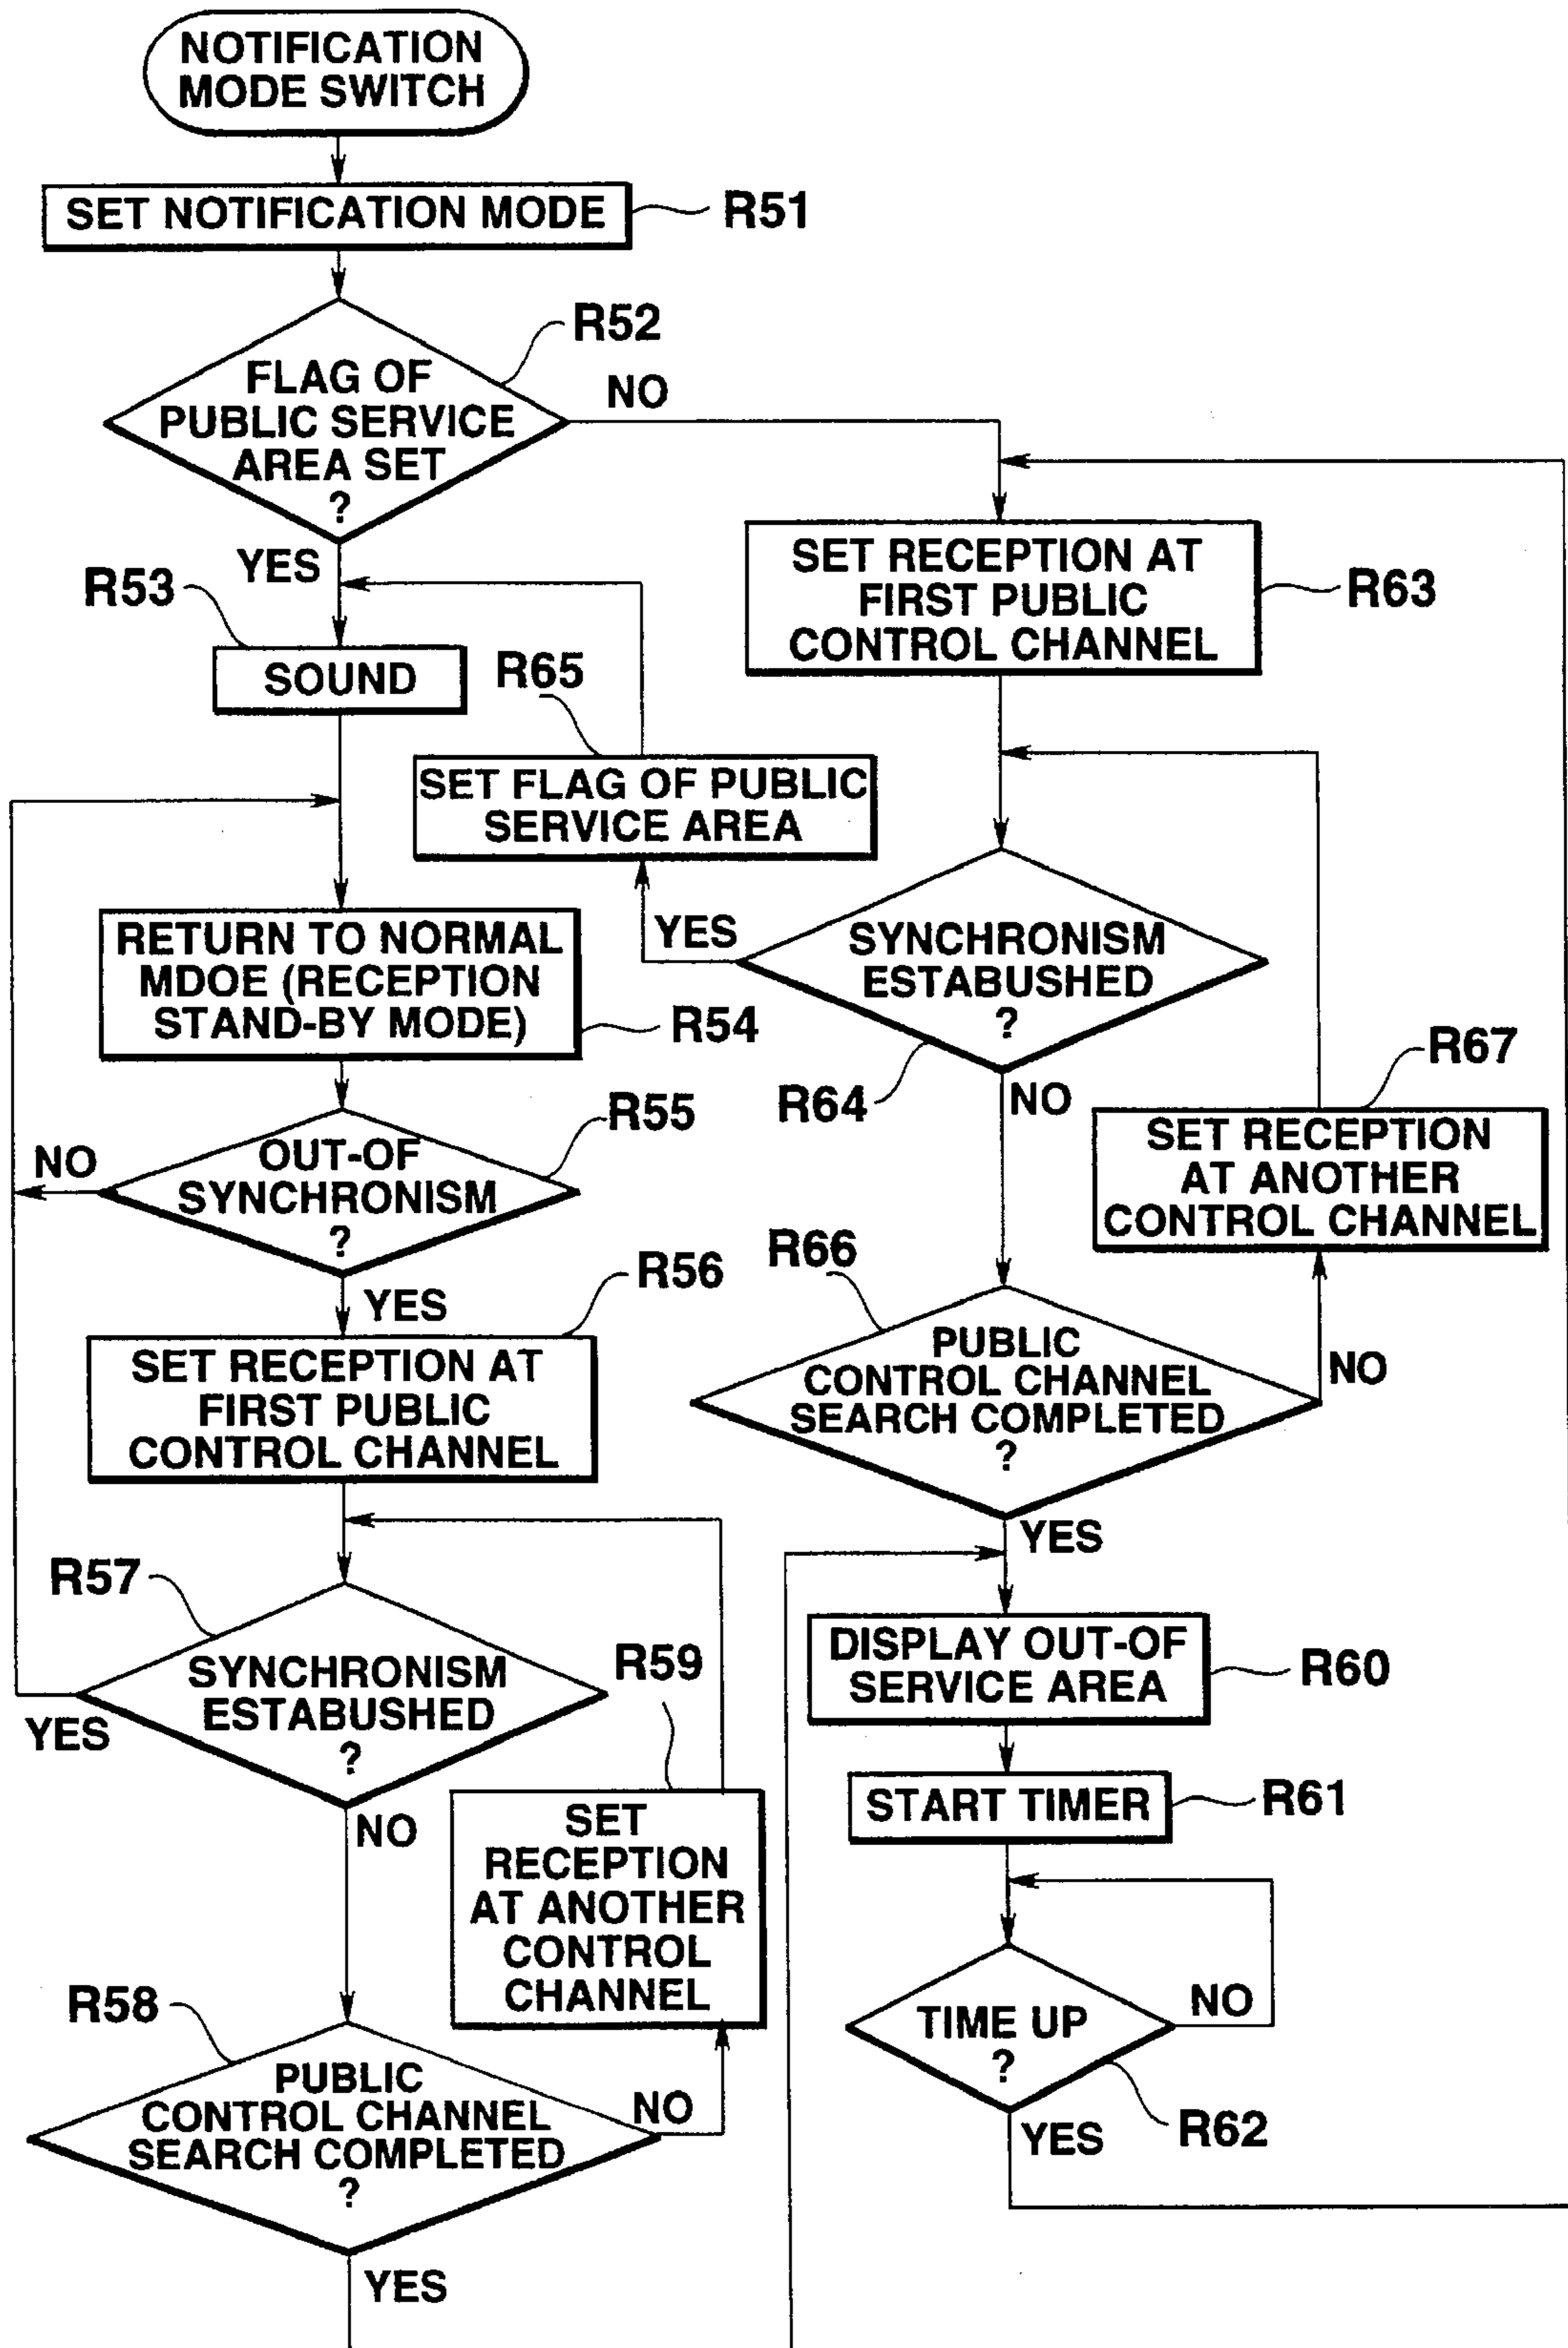 NOTIFICATION
MODE SWITCH
SET NOTIFICATION MODE
R51
R52
FLAG OF
PUBLIC SERVICE
AREA SET
?
NO
YES
R53
SOUND
R65
SET FLAG OF PUBLIC
SERVICE AREA
SET RECEPTION AT
FIRST PUBLIC
CONTROL CHANNEL
R63
RETURN TO NORMAL
MDOE (RECEPTION
STAND-BY MODE)
R54
YES
SYNCHRONISM
ESTABUSHED
?
R64
NO
R67
SET RECEPTION
AT ANOTHER
CONTROL CHANNEL
R55
OUT-OF
SYNCHRONISM
?
NO
YES
R56
SET RECEPTION AT
FIRST PUBLIC
CONTROL CHANNEL
R66
PUBLIC
CONTROL CHANNEL
SEARCH COMPLETED
?
NO
YES
R57
SYNCHRONISM
ESTABUSHED
?
YES
NO
R59
SET
RECEPTION
AT ANOTHER
CONTROL
CHANNEL
DISPLAY OUT-OF
SERVICE AREA
R60
START TIMER
R61
R58
PUBLIC
CONTROL CHANNEL
SEARCH COMPLETED
?
NO
YES
TIME UP
?
NO
R62
YES